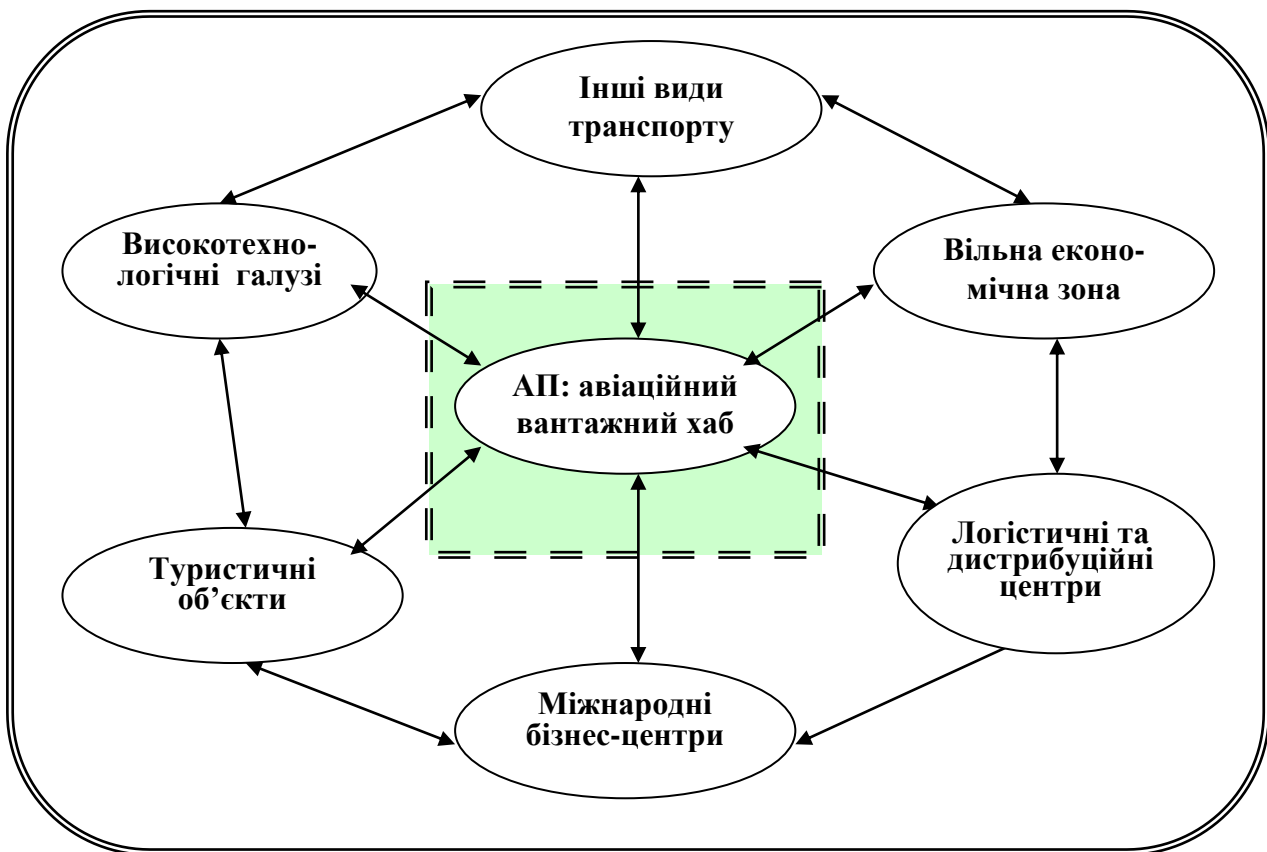 Інші види
транспорту
Високотехно-
логічні галузі
Вільна еконо-
мічна зона
АП: авіаційний
вантажний хаб
Туристичні
об’єкти
Логістичні та
дистрибуційні
центри
Міжнародні
бізнес-центри